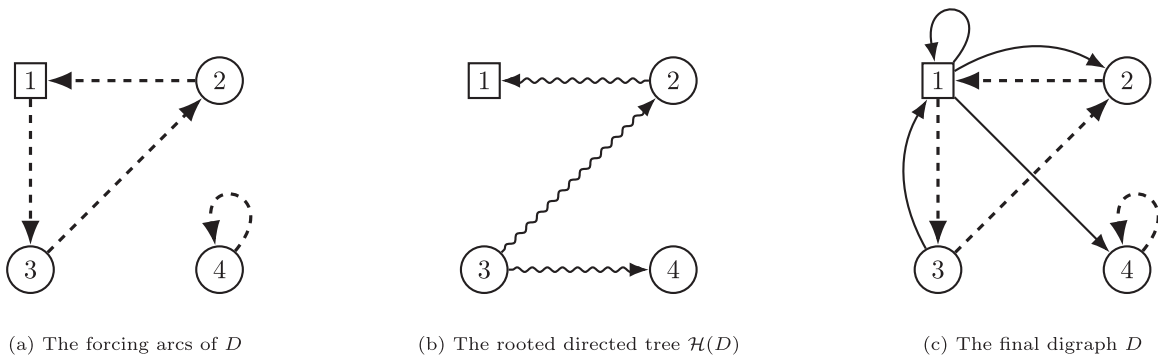 1 2 1 2 1 2
3 4 3 4 3 4
(a) The forcing arcs of D (b) The rooted directed tree ℋ(D) (c) The final digraph D